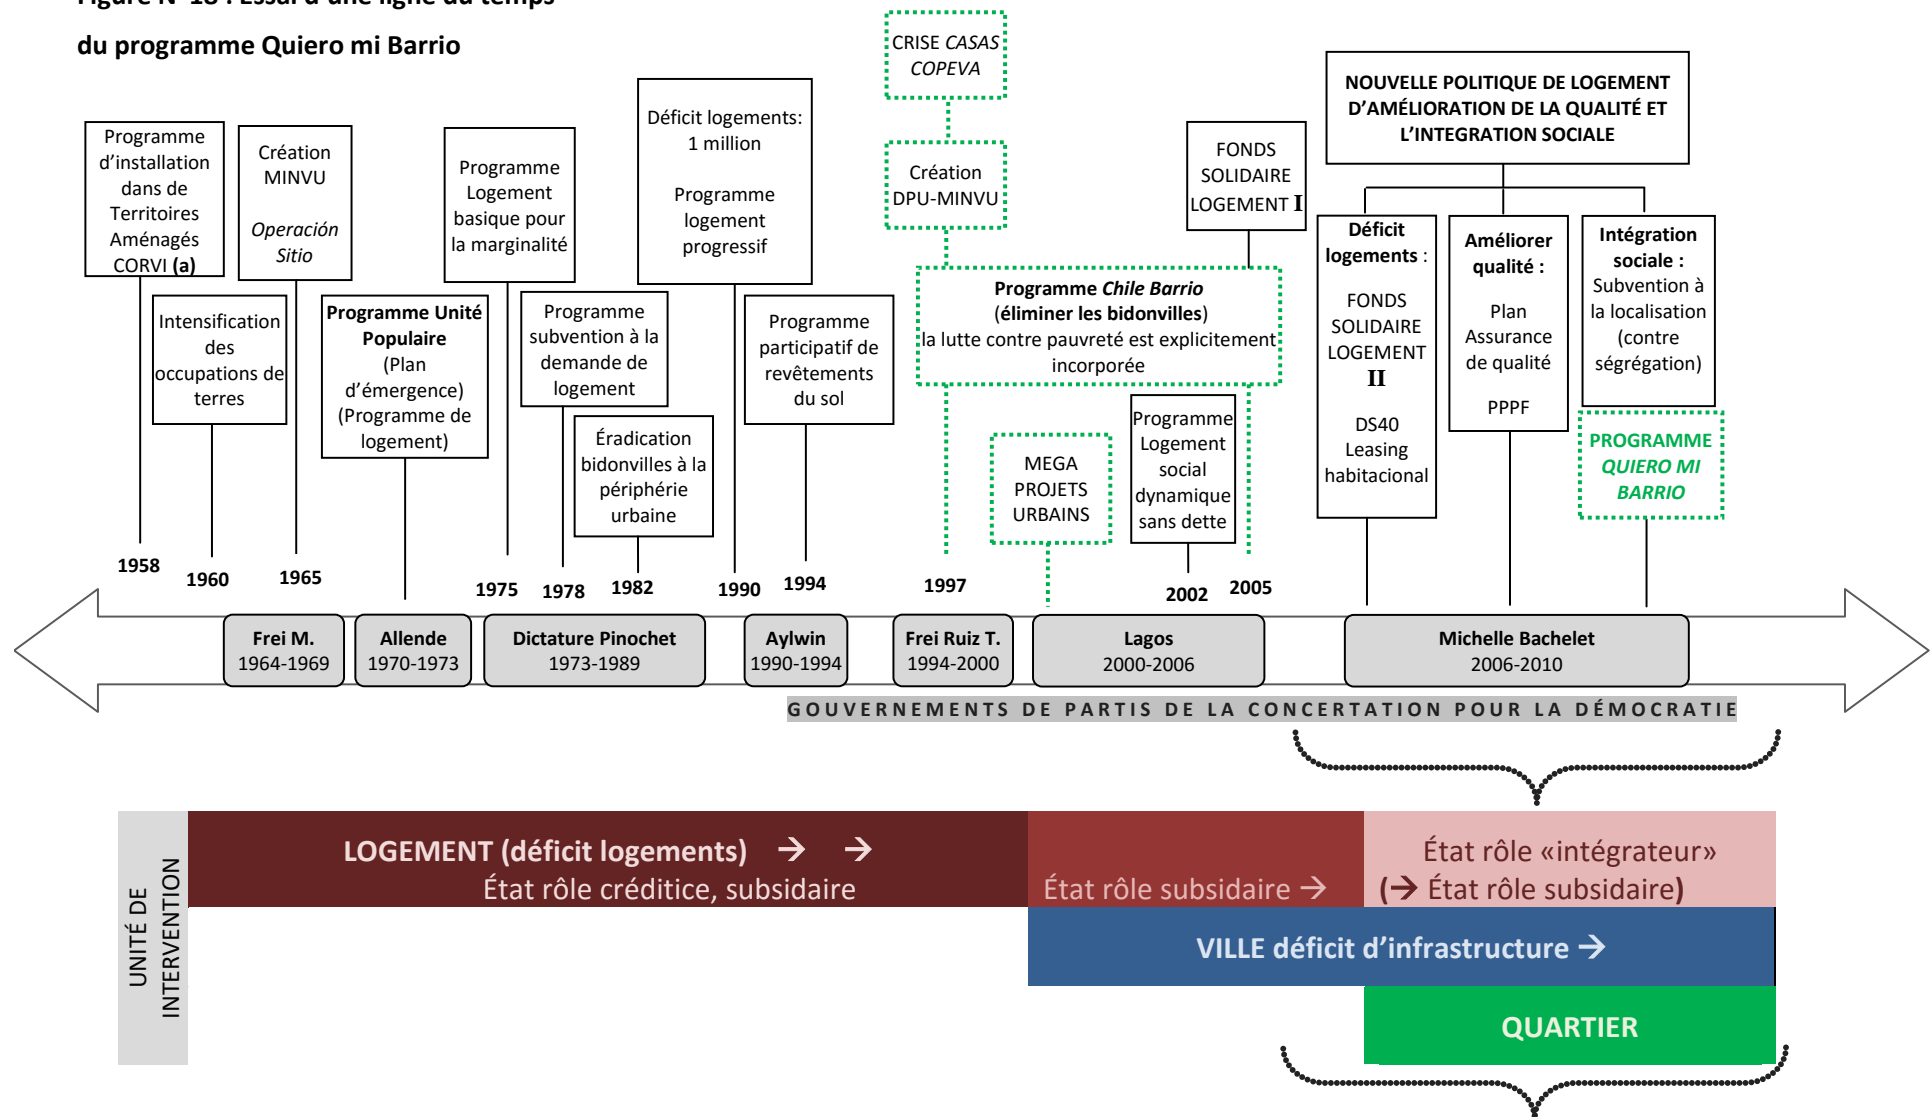 Figure N°18 : Essai d'une ligne du temps
du programme Quiero mi Barrio
Programme
d'installation
dans de
Territoires
Aménagés
CORVI (a)
Intensification
des
occupations de
terres
Création
MINVU
Operación
Sitio
Programme Unité
Populaire
(Plan
d'émergence)
(Programme de
logement)
Programme
Logement
basique pour
la marginalité
Programme
subvention à la
demande de
logement
Éradication
bidonvilles à la
périphérie
urbaine
Déficit logements:
1 million
Programme
logement
progressif
Programme
participatif de
revêtements
du sol
CRISE CASAS
COPEVA
Création
DPU-MINVU
Programme Chile Barrio
(éliminer les bidonvilles)
la lutte contre pauvreté est explicitement
incorporée
MEGA
PROJETS
URBAINS
FONDS
SOLIDAIRE
LOGEMENT I
Programme
Logement
social
dynamique
sans dette
NOUVELLE POLITIQUE DE LOGEMENT
D'AMÉLIORATION DE LA QUALITÉ ET
L'INTEGRATION SOCIALE
Déficit
logements :
FONDS
SOLIDAIRE
LOGEMENT
II
DS40
Leasing
habitacional
Améliorer
qualité :
Plan
Assurance
de qualité
PPPF
Intégration
sociale :
Subvention à
la localisation
(contre
ségrégation)
PROGRAMME
QUIERO MI
BARRIO
1958
1960
1965
1975
1978
1982
1990
1994
1997
2002
2005
Frei M.
1964-1969
Allende
1970-1973
Dictature Pinochet
1973-1989
Aylwin
1990-1994
Frei Ruiz T.
1994-2000
Lagos
2000-2006
Michelle Bachelet
2006-2010
GOUVERNEMENTS DE PARTIS DE LA CONCERTATION POUR LA DÉMOCRATIE
UNITÉ DE
INTERVENTION
LOGEMENT (déficit logements) → →
État rôle créditice, subsidaire
État rôle subsidaire →
État rôle «intégrateur»
(→ État rôle subsidaire)
VILLE déficit d'infrastructure →
QUARTIER